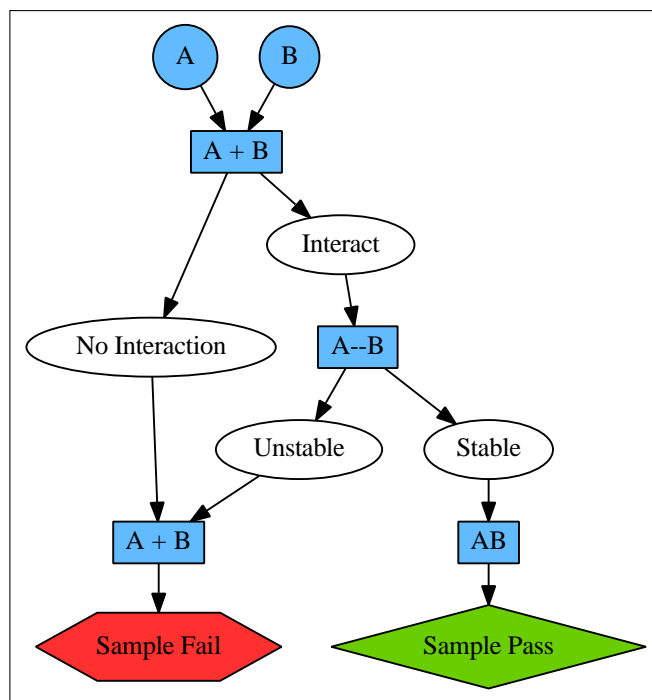 A
B
A + B
Interact
No Interaction
A--B
Unstable
Stable
A + B
AB
Sample Fail
Sample Pass